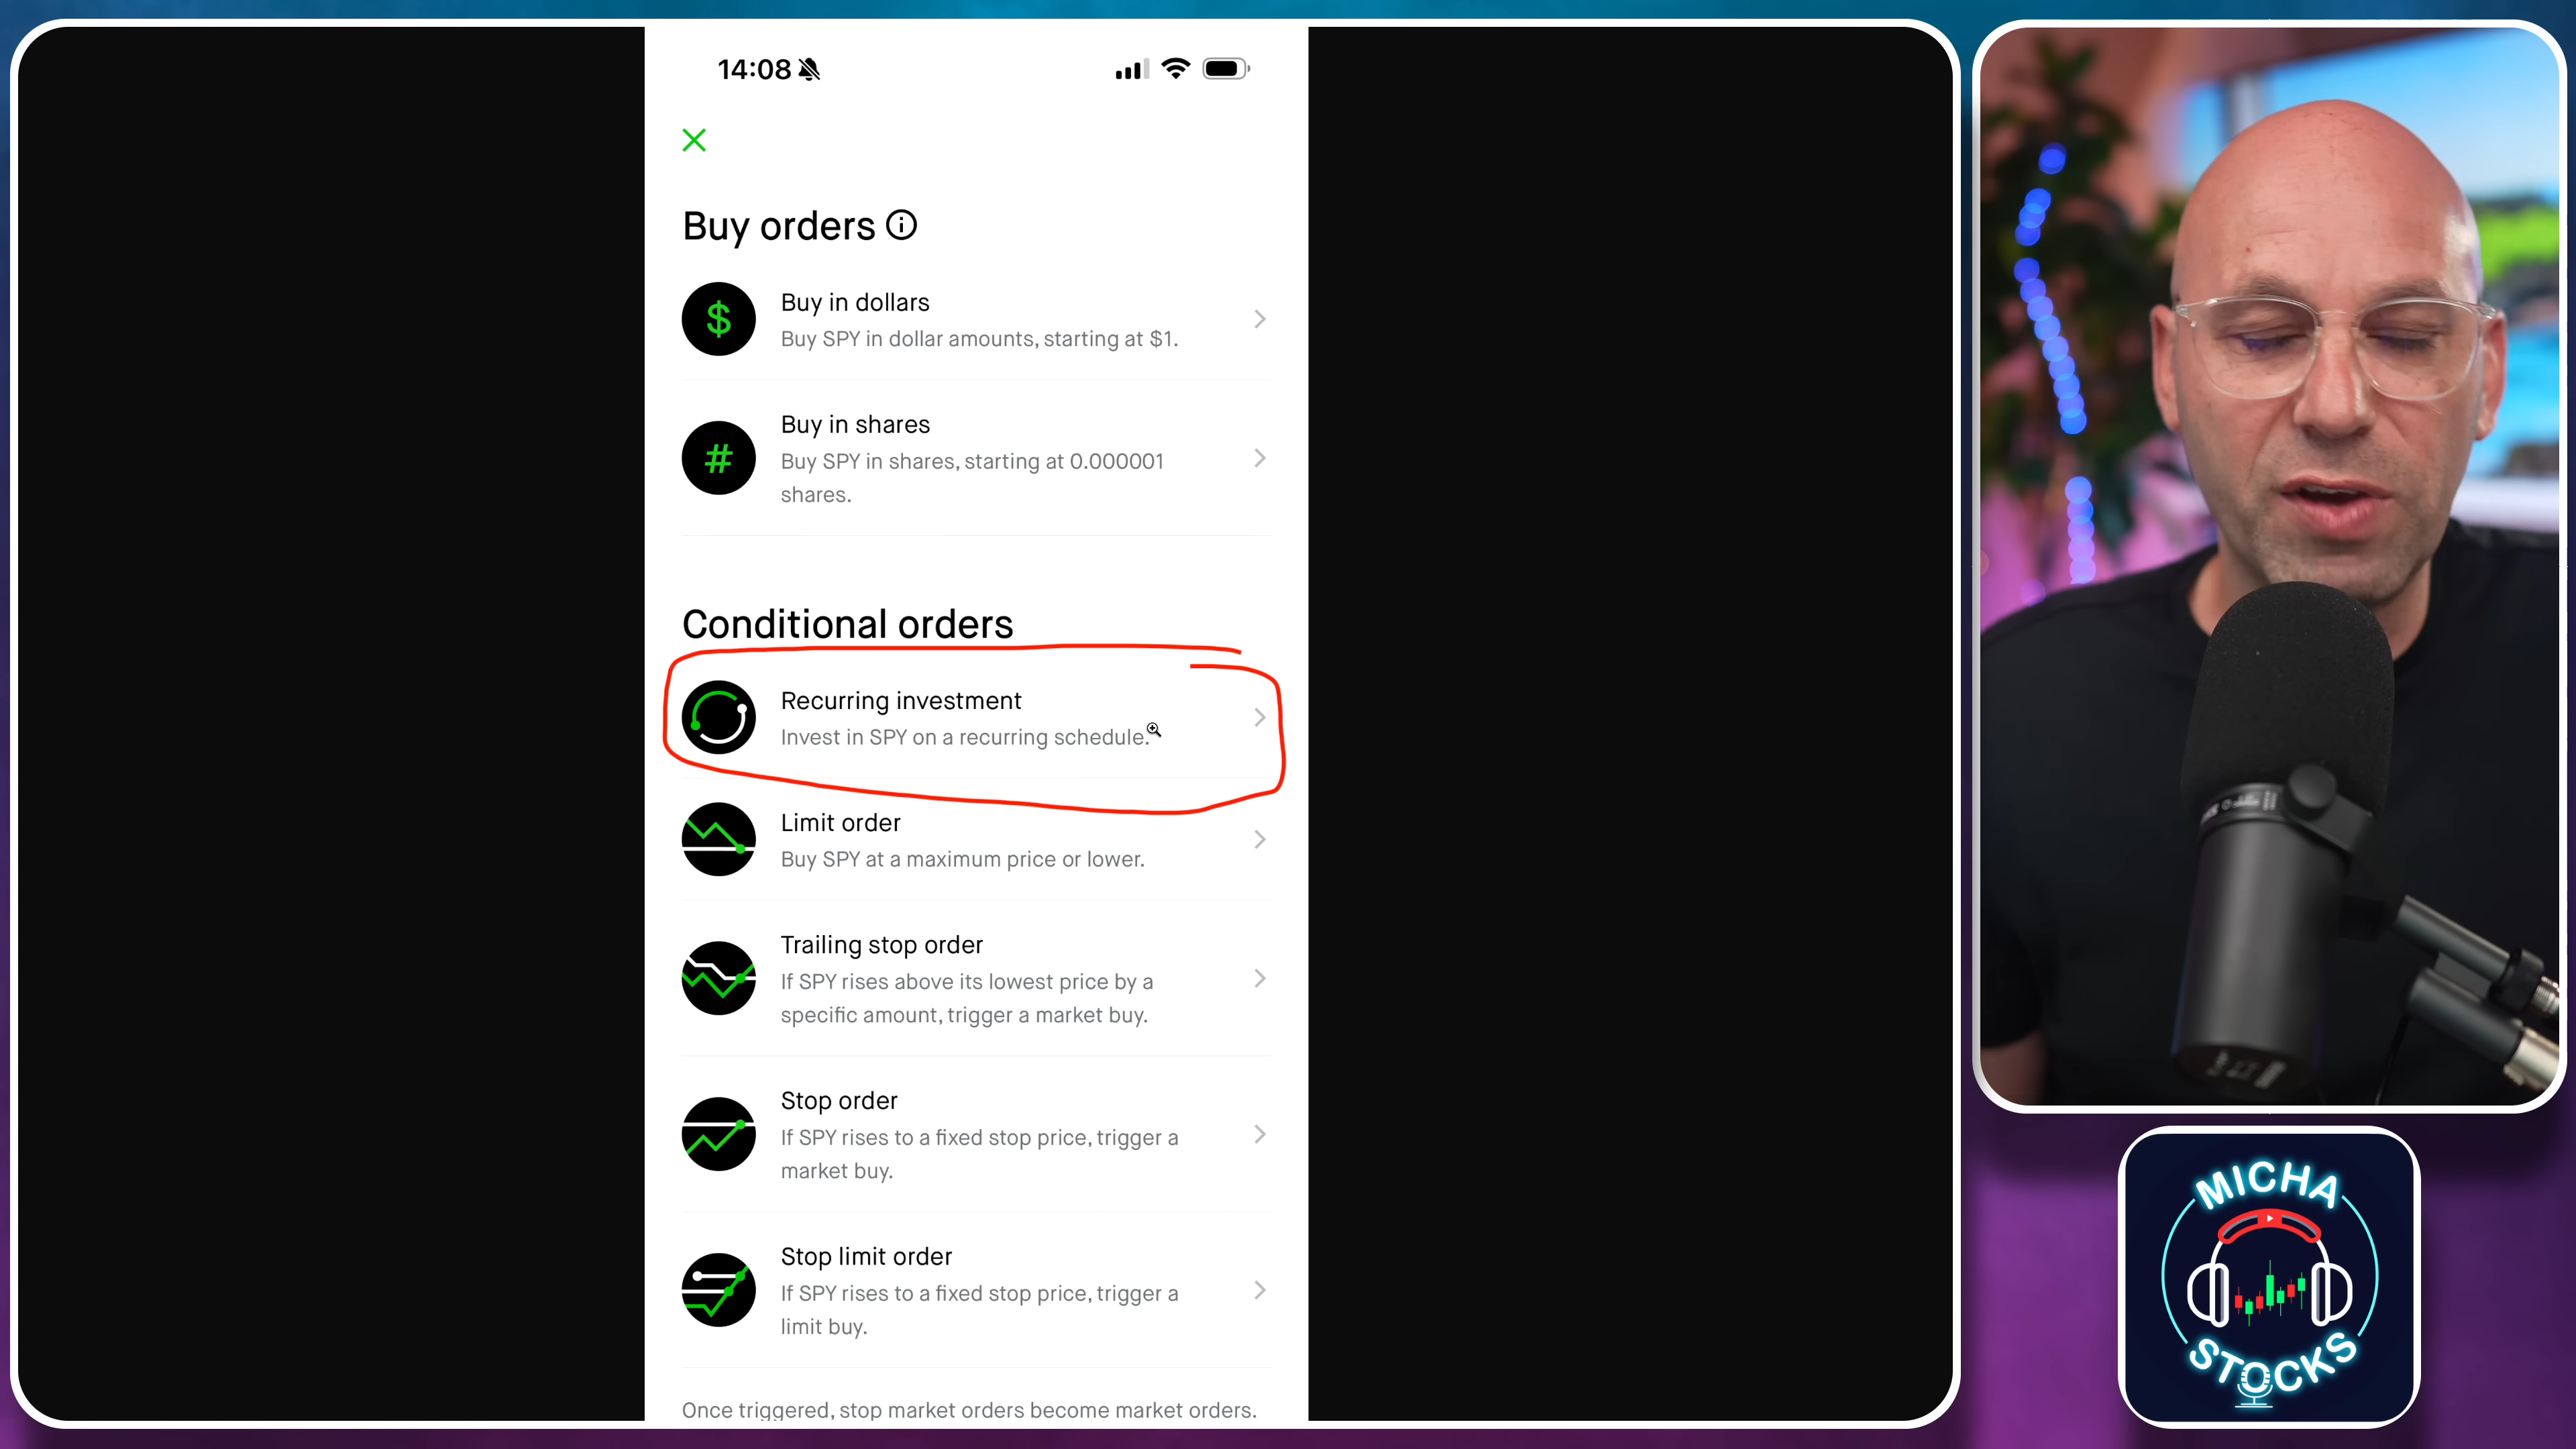 14:08
Buy orders
$
Buy in dollars
Buy SPY in dollar amounts, starting at $1.
#
Buy in shares
Buy SPY in shares, starting at 0.000001
shares.
Conditional orders
Recurring investment
Invest in SPY on a recurring schedule.
Limit order
Buy SPY at a maximum price or lower.
Trailing stop order
If SPY rises above its lowest price by a
specific amount, trigger a market buy.
Stop order
If SPY rises to a fixed stop price, trigger a
market buy.
Stop limit order
If SPY rises to a fixed stop price, trigger a
limit buy.
Once triggered, stop market orders become market orders.
MICHA
STOCKS